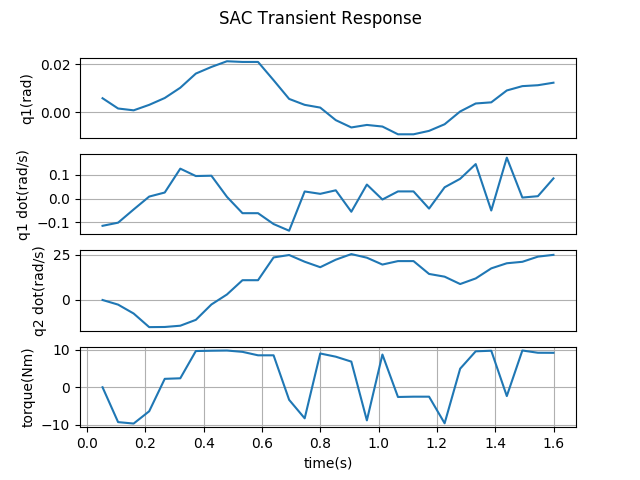 SAC Transient Response
q1(rad)
0.02
0.00
q1 dot(rad/s)
0.1
0.0
−0.1
q2 dot(rad/s)
25
0
torque(Nm)
10
0
−10
0.0 0.2 0.4 0.6 0.8 1.0 1.2 1.4 1.6
time(s)